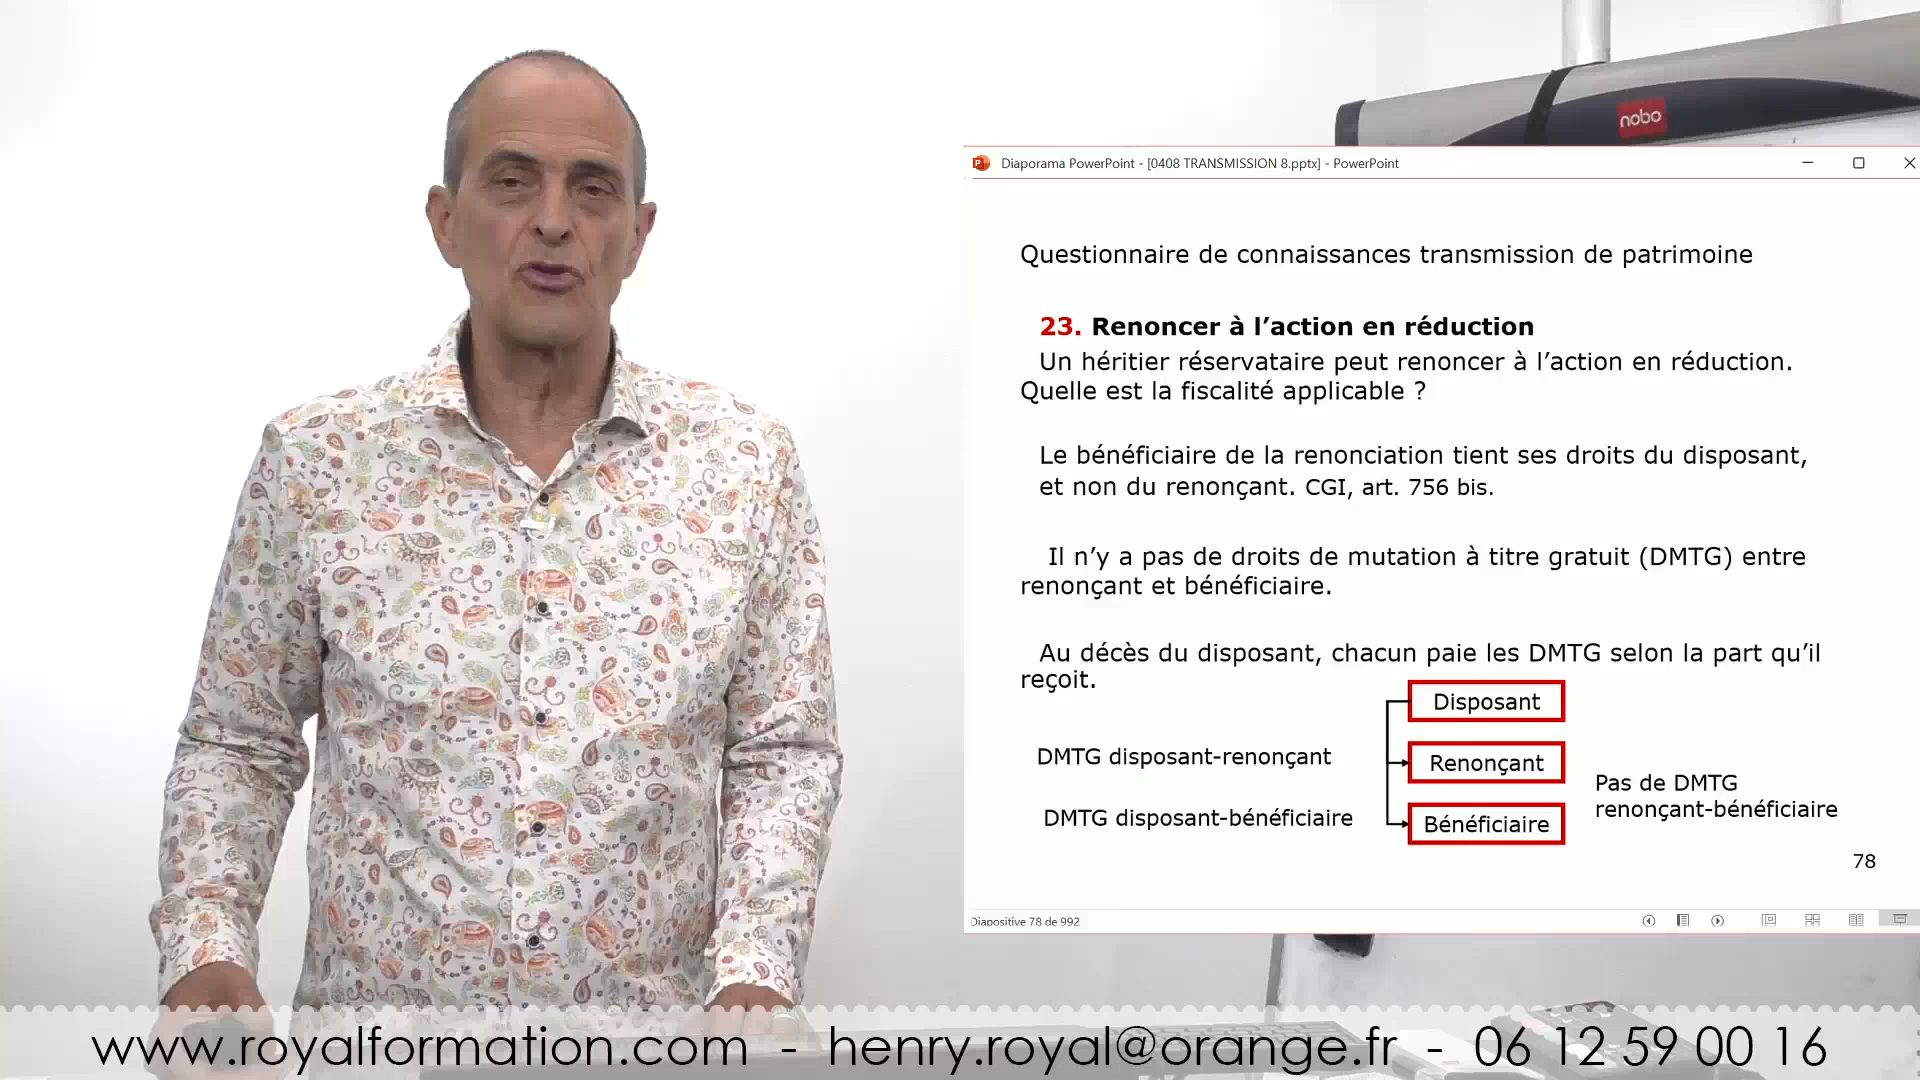 nobo
Diaporama PowerPoint - [0408 TRANSMISSION 8.pptx] - PowerPoint
Questionnaire de connaissances transmission de patrimoine
23. Renoncer à l’action en réduction
Un héritier réservataire peut renoncer à l’action en réduction.
Quelle est la fiscalité applicable ?
Le bénéficiaire de la renonciation tient ses droits du disposant,
et non du renonçant. CGI, art. 756 bis.
Il n’y a pas de droits de mutation à titre gratuit (DMTG) entre
renonçant et bénéficiaire.
Au décès du disposant, chacun paie les DMTG selon la part qu’il
reçoit.
Disposant
DMTG disposant-renonçant
Renonçant
Pas de DMTG
renonçant-bénéficiaire
DMTG disposant-bénéficiaire
Bénéficiaire
78
Diapositive 78 de 992
www.royalformation.com - henry.royal@orange.fr - 06 12 59 00 16